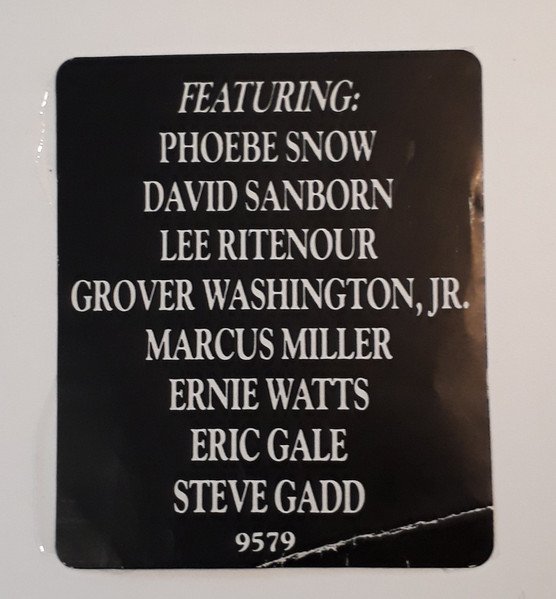 FEATURING:
PHOEBE SNOW
DAVID SANBORN
LEE RITENOUR
GROVER WASHINGTON, JR.
MARCUS MILLER
ERNIE WATTS
ERIC GALE
STEVE GADD
9579